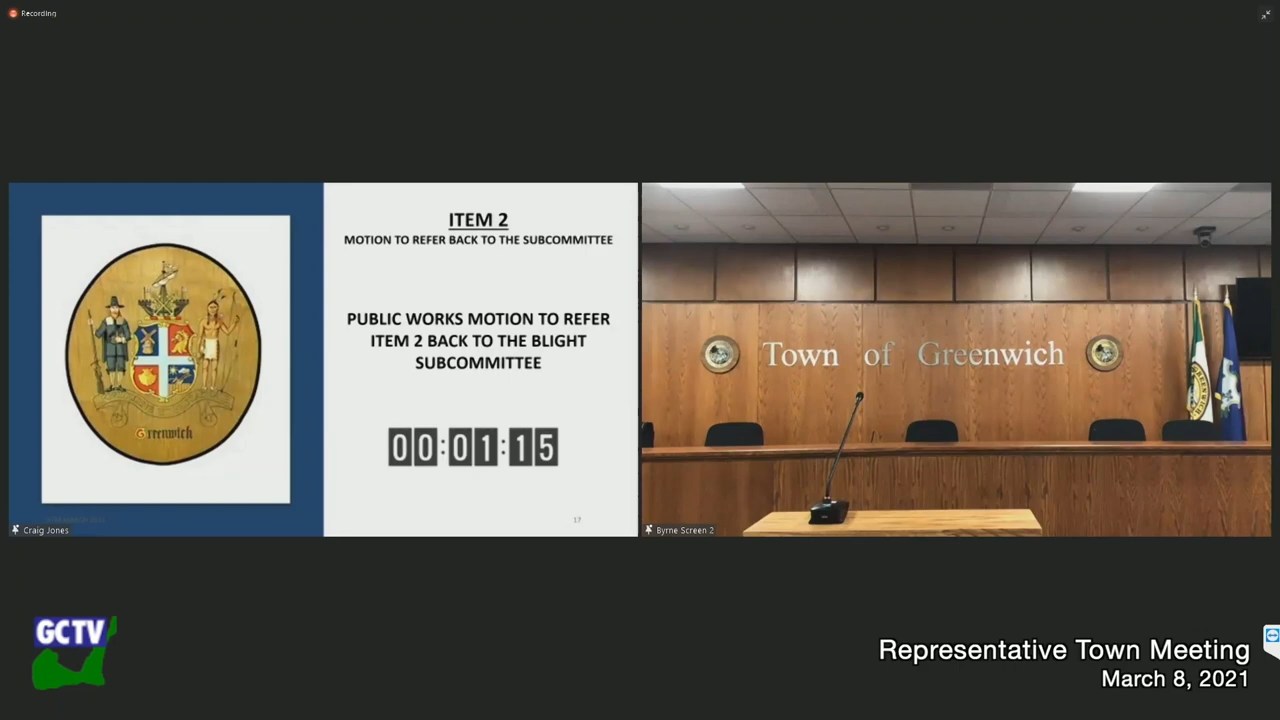 Recording
ITEM 2
MOTION TO REFER BACK TO THE SUBCOMMITTEE
PUBLIC WORKS MOTION TO REFER
ITEM 2 BACK TO THE BLIGHT
SUBCOMMITTEE
00:01:15
17
Greenwich
Craig Jones
Town of Greenwich
Byrne Screen 2
GCTV
Representative Town Meeting
March 8, 2021